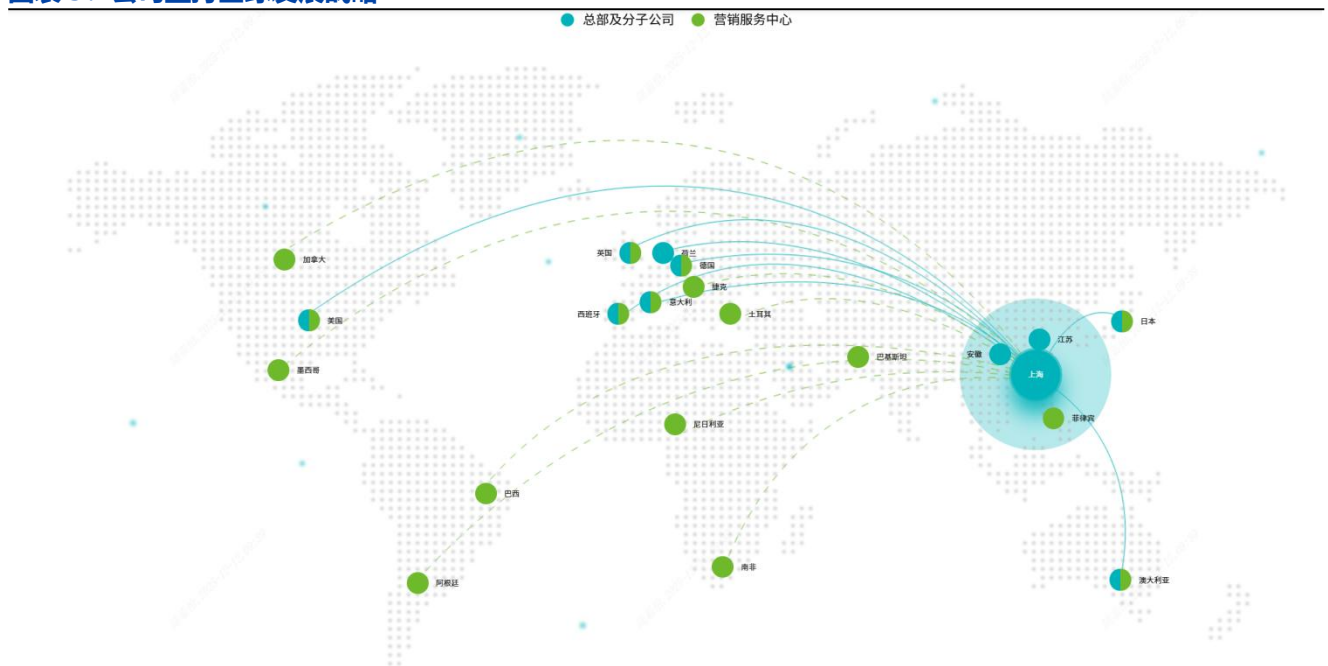 总部及分子公司 营销服务中心
加拿大
英国
荷兰
德国
捷克
意大利
西班牙
土耳其
美国
日本
江苏
安徽
巴基斯坦
墨西哥
上海
菲律宾
尼日利亚
巴西
南非
澳大利亚
阿根廷